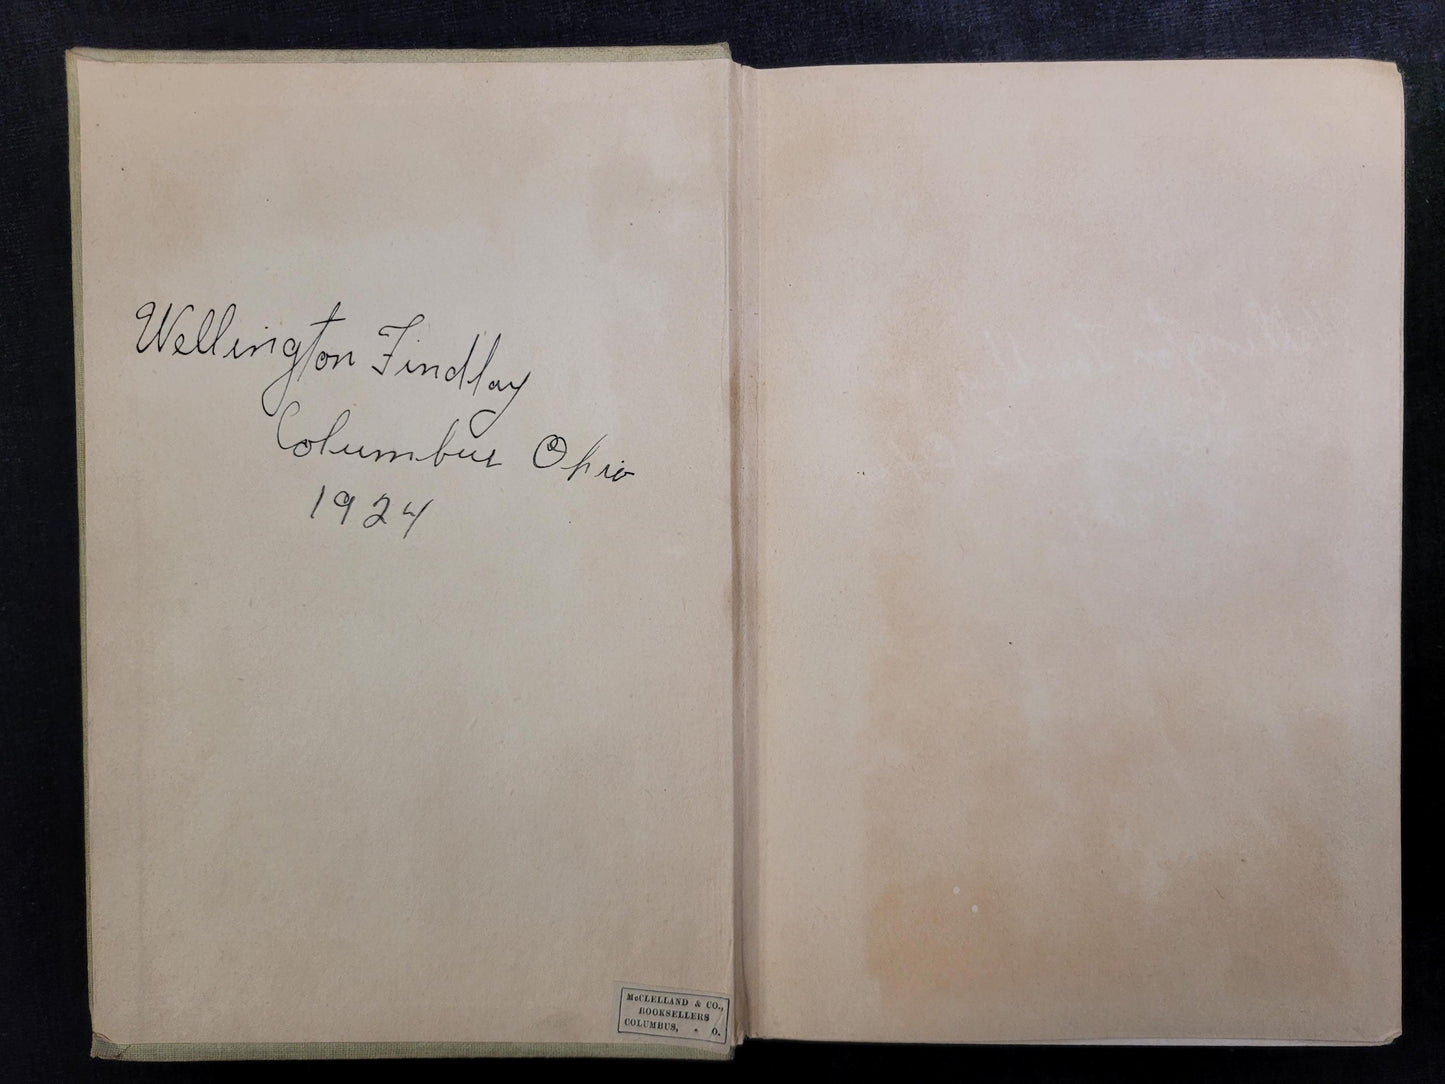 Wellington Findlay
Columbus Ohio
1924
McCLELLAND & CO.,
BOOKSELLERS
COLUMBUS, . O.